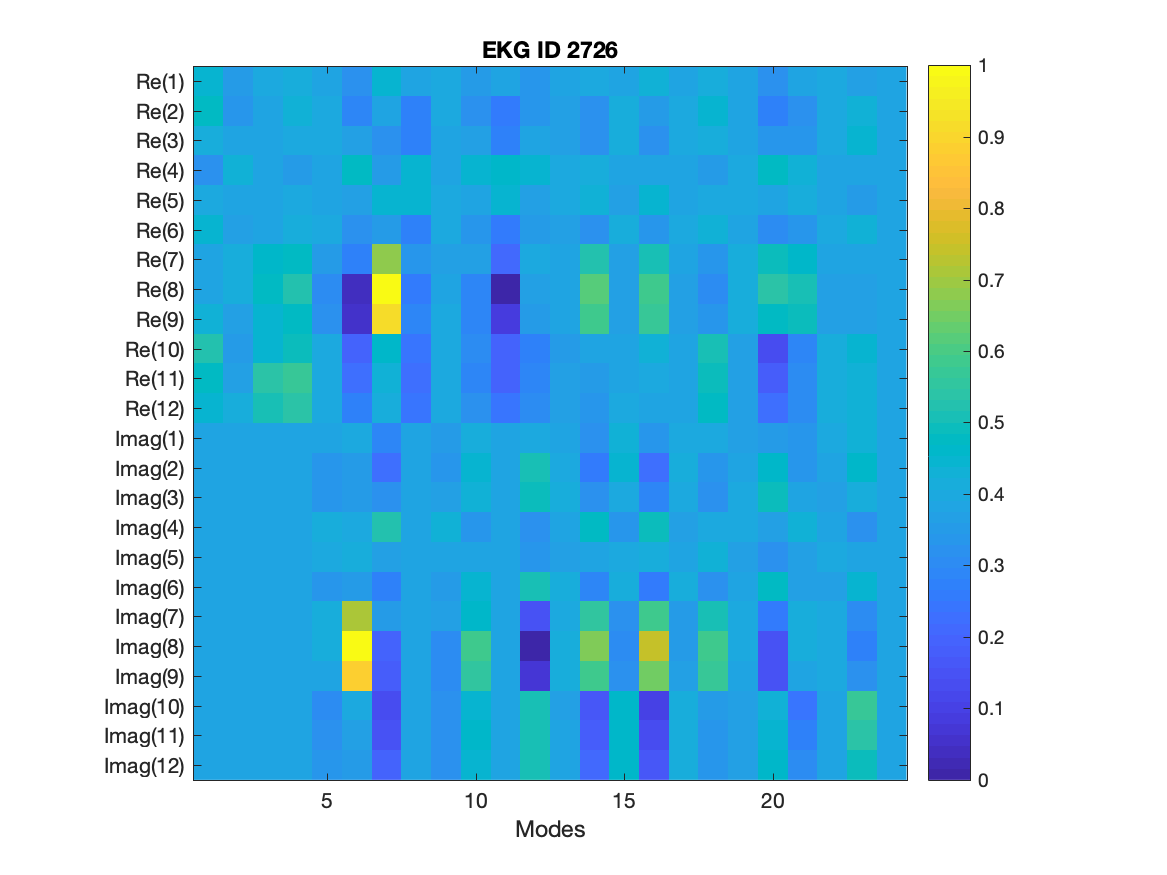 EKG ID 2726
Re(1)
Re(2)
Re(3)
Re(4)
Re(5)
Re(6)
Re(7)
Re(8)
Re(9)
Re(10)
Re(11)
Re(12)
Imag(1)
Imag(2)
Imag(3)
Imag(4)
Imag(5)
Imag(6)
Imag(7)
Imag(8)
Imag(9)
Imag(10)
Imag(11)
Imag(12)
5 10 15 20
Modes
1
0.9
0.8
0.7
0.6
0.5
0.4
0.3
0.2
0.1
0